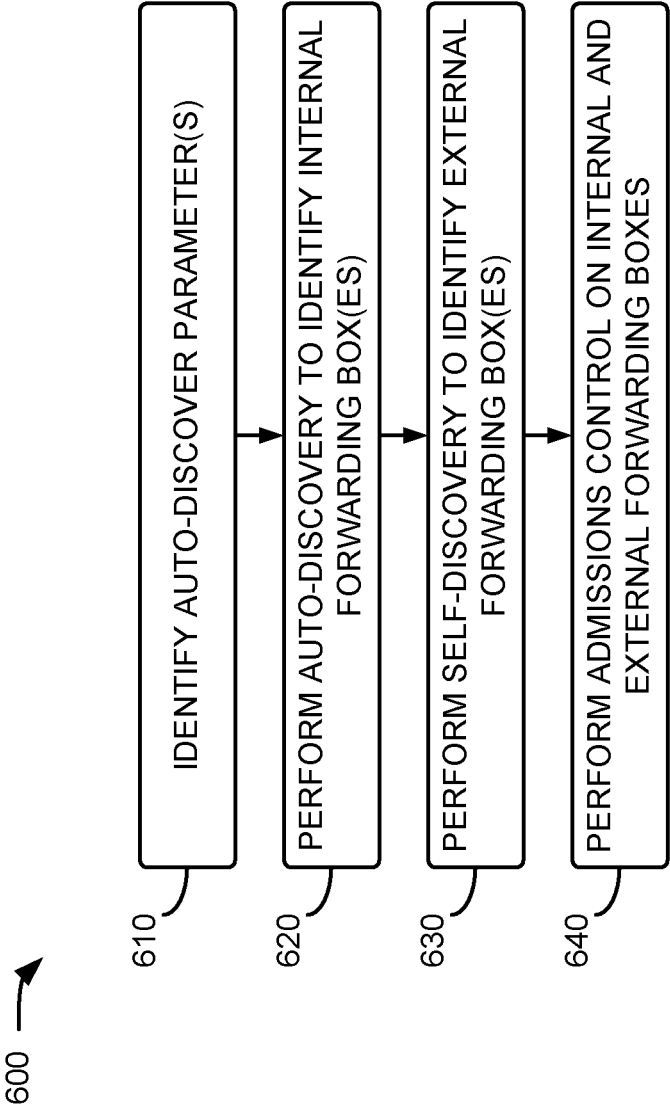 600
610
IDENTIFY AUTO-DISCOVER PARAMETER(S)
620
PERFORM AUTO-DISCOVERY TO IDENTIFY INTERNAL
FORWARDING BOX(ES)
630
PERFORM SELF-DISCOVERY TO IDENTIFY EXTERNAL
FORWARDING BOX(ES)
640
PERFORM ADMISSIONS CONTROL ON INTERNAL AND
EXTERNAL FORWARDING BOXES